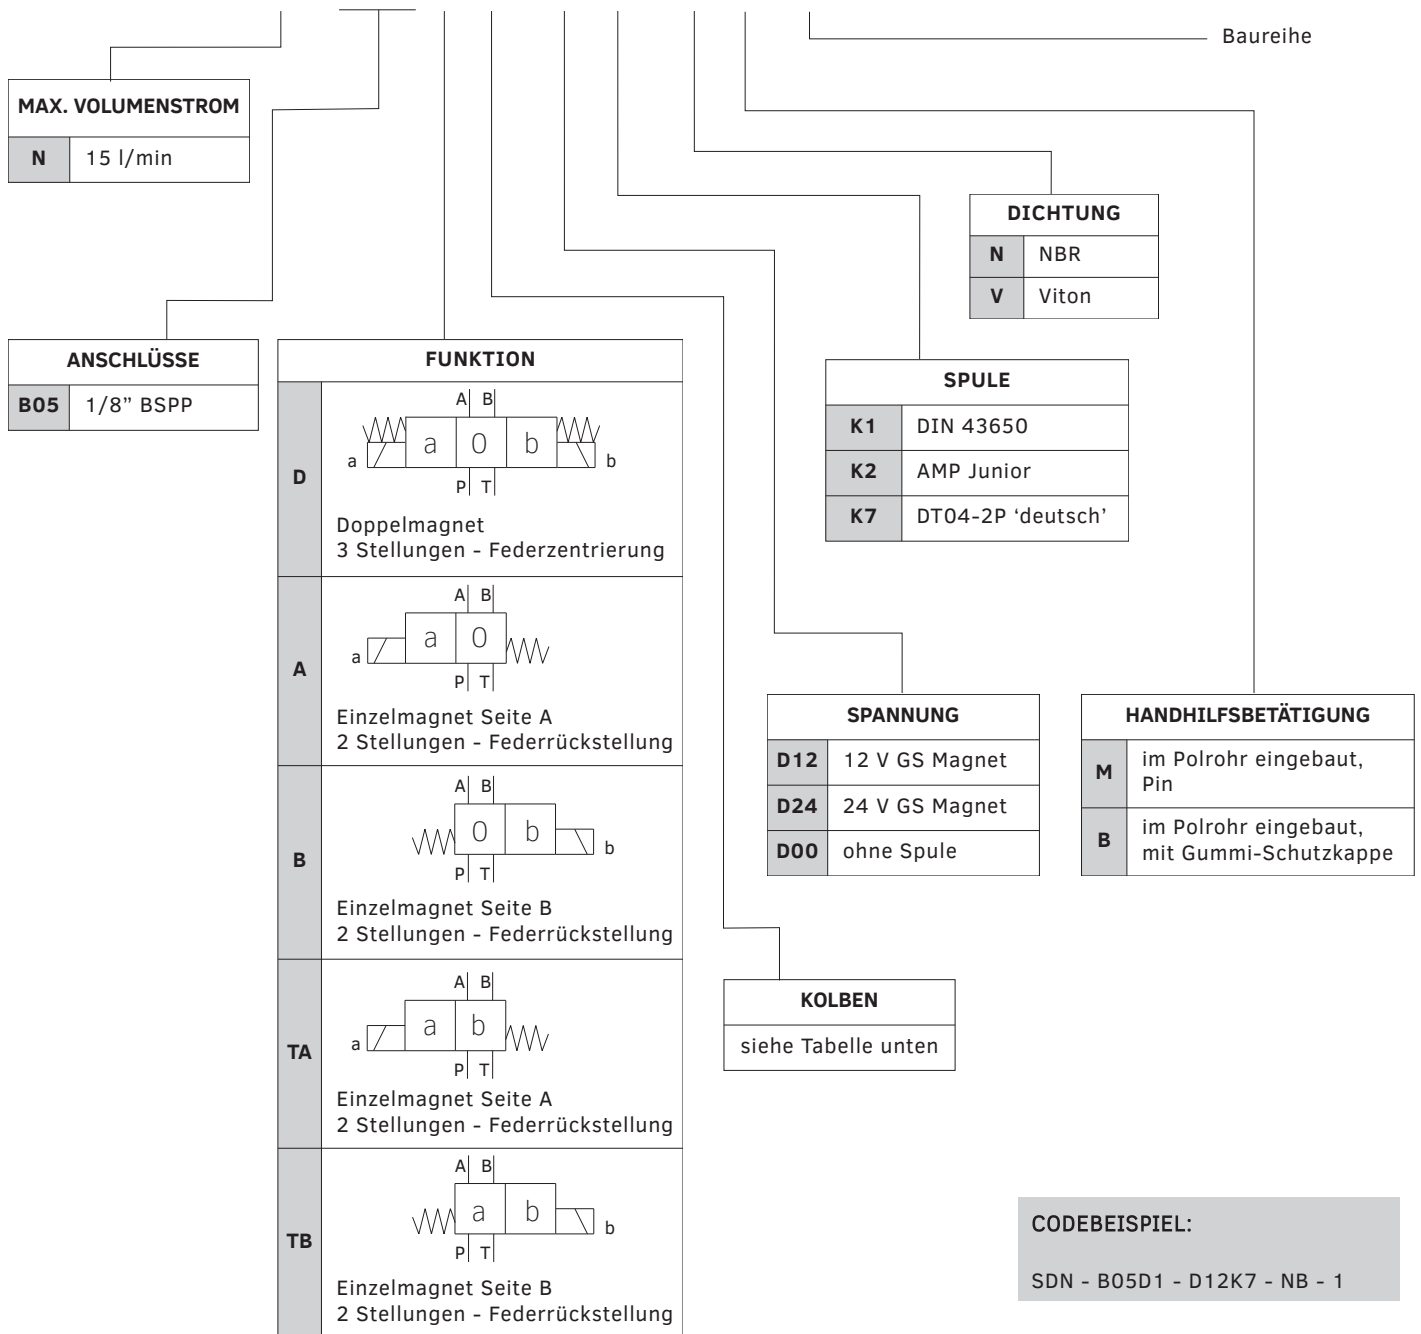 Baureihe
MAX. VOLUMENSTROM
N 15 l/min
DICHTUNG
N NBR
V Viton
ANSCHLÜSSE
B05 1/8” BSPP
FUNKTION
A B
a a 0 b b
P T
D
Doppelmagnet
3 Stellungen - Federzentrierung
A B
a a 0
P T
A
Einzelmagnet Seite A
2 Stellungen - Federrückstellung
A B
0 b b
P T
B
Einzelmagnet Seite B
2 Stellungen - Federrückstellung
A B
a a b
P T
TA
Einzelmagnet Seite A
2 Stellungen - Federrückstellung
A B
a b b
P T
TB
Einzelmagnet Seite B
2 Stellungen - Federrückstellung
SPULE
K1 DIN 43650
K2 AMP Junior
K7 DT04-2P ‘deutsch’
SPANNUNG
D12 12 V GS Magnet
D24 24 V GS Magnet
D00 ohne Spule
HANDHILFSBETÄTIGUNG
M im Polrohr eingebaut,
Pin
B im Polrohr eingebaut,
mit Gummi-Schutzkappe
KOLBEN
siehe Tabelle unten
CODEBEISPIEL:
SDN - B05D1 - D12K7 - NB - 1